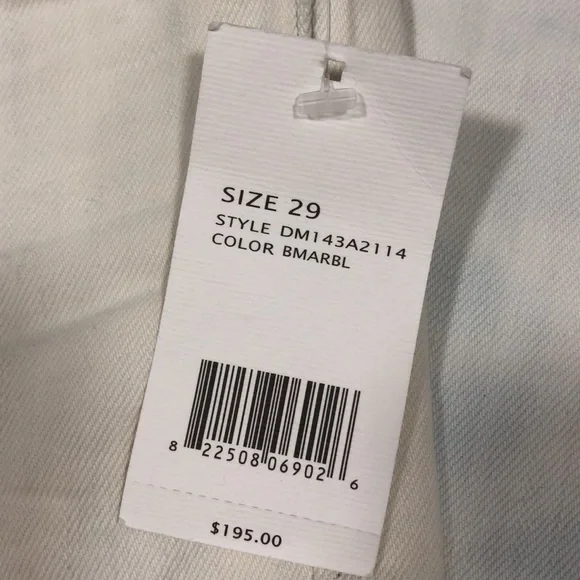 SIZE 29
STYLE DM143A2114
COLOR BMARBL
8 22508 06902 6
$195.00